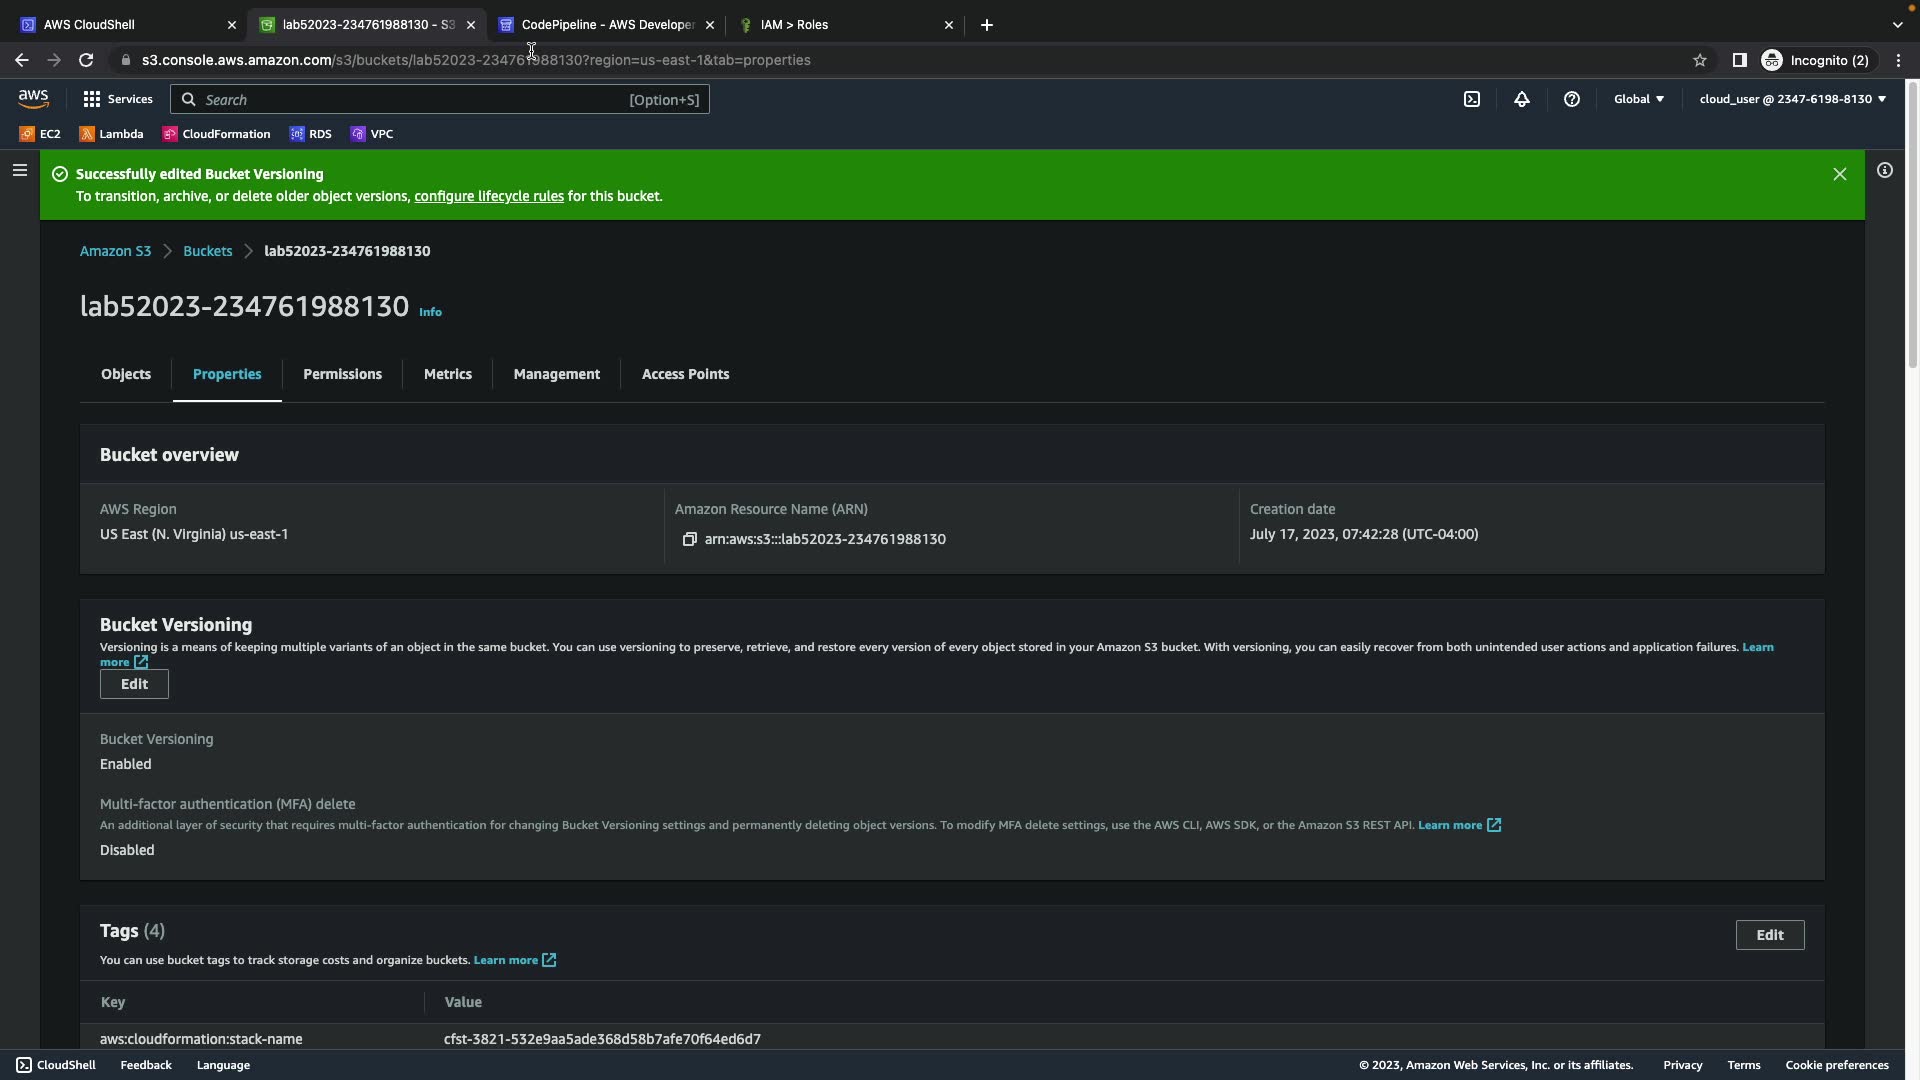 AWS CloudShell
lab52023-234761988130 - S3
CodePipeline - AWS Developer
IAM > Roles
s3.console.aws.amazon.com/s3/buckets/lab52023-234761988130?region=us-east-1&tab=properties
Incognito (2)
aws
Services
Search
[Option+S]
Global
cloud_user @ 2347-6198-8130
EC2
Lambda
CloudFormation
RDS
VPC
Successfully edited Bucket Versioning
To transition, archive, or delete older object versions, configure lifecycle rules for this bucket.
Amazon S3 > Buckets > lab52023-234761988130
lab52023-234761988130 Info
Objects
Properties
Permissions
Metrics
Management
Access Points
Bucket overview
AWS Region
US East (N. Virginia) us-east-1
Amazon Resource Name (ARN)
arn:aws:s3:::lab52023-234761988130
Creation date
July 17, 2023, 07:42:28 (UTC-04:00)
Bucket Versioning
Versioning is a means of keeping multiple variants of an object in the same bucket. You can use versioning to preserve, retrieve, and restore every version of every object stored in your Amazon S3 bucket. With versioning, you can easily recover from both unintended user actions and application failures. Learn
more
Edit
Bucket Versioning
Enabled
Multi-factor authentication (MFA) delete
An additional layer of security that requires multi-factor authentication for changing Bucket Versioning settings and permanently deleting object versions. To modify MFA delete settings, use the AWS CLI, AWS SDK, or the Amazon S3 REST API. Learn more
Disabled
Tags (4)
Edit
You can use bucket tags to track storage costs and organize buckets. Learn more
Key
Value
aws:cloudformation:stack-name
cfst-3821-532e9aa5ade368d58b7afe70f64ed6d7
CloudShell
Feedback
Language
© 2023, Amazon Web Services, Inc. or its affiliates.
Privacy
Terms
Cookie preferences